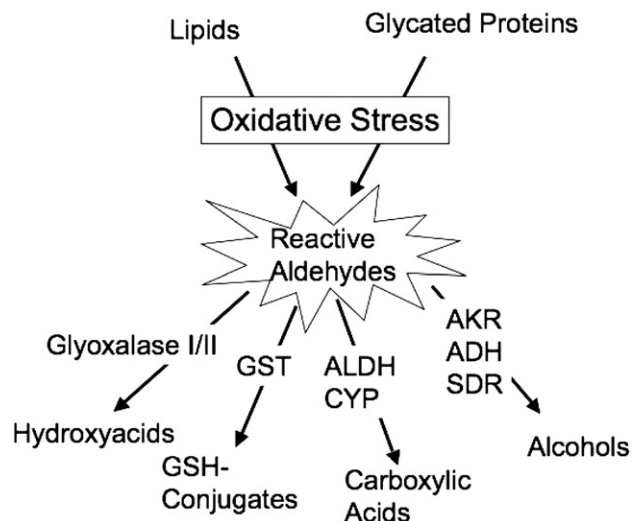 Lipids
Glycated Proteins
Oxidative Stress
Reactive
Aldehydes
Glyoxalase I/II
GST
ALDH
CYP
AKR
ADH
SDR
Hydroxyacids
GSH-
Conjugates
Carboxylic
Acids
Alcohols